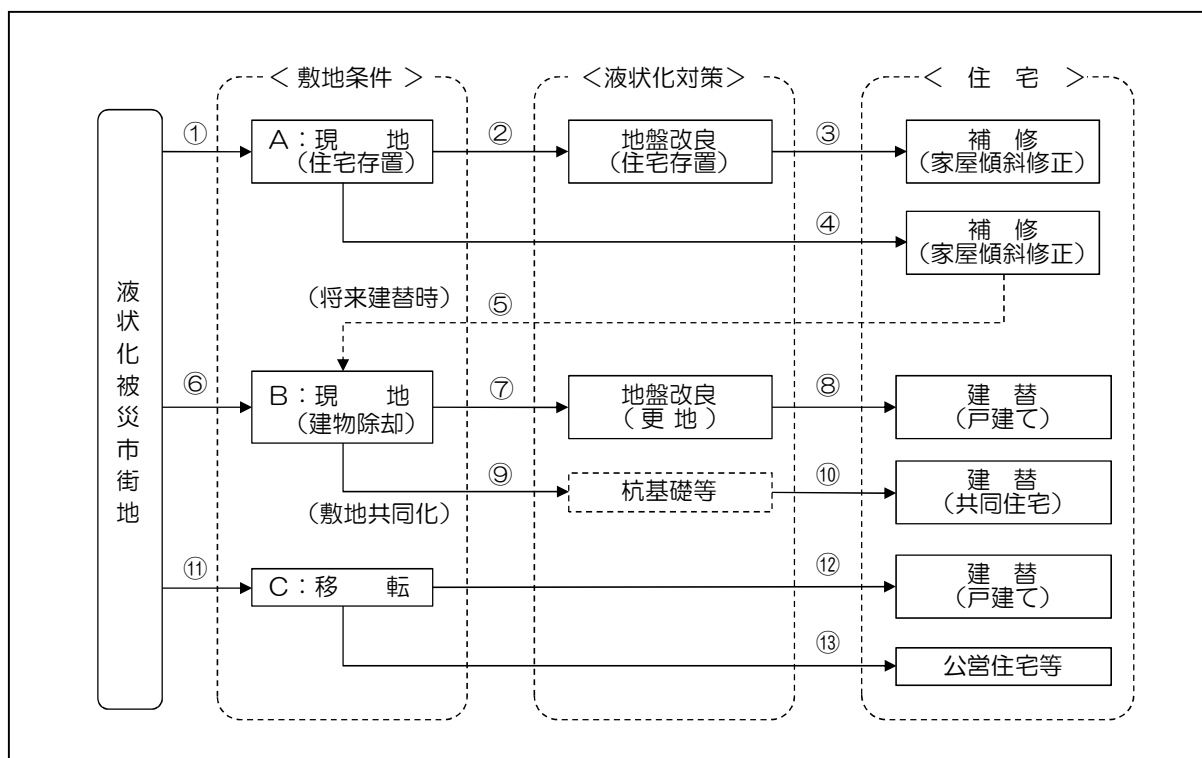 ＜ 敷地条件 ＞
＜液状化対策＞
＜ 住 宅 ＞
液状化被災市街地
①
A：現 地
（住宅存置）
②
地盤改良
（住宅存置）
③
補 修
（家屋傾斜修正）
④
補 修
（家屋傾斜修正）
（将来建替時）
⑤
⑥
B：現 地
（建物除却）
⑦
地盤改良
（更 地）
⑧
建 替
（戸建て）
⑨
（敷地共同化）
杭基礎等
⑩
建 替
（共同住宅）
⑪
C：移 転
⑫
建 替
（戸建て）
⑬
公営住宅等